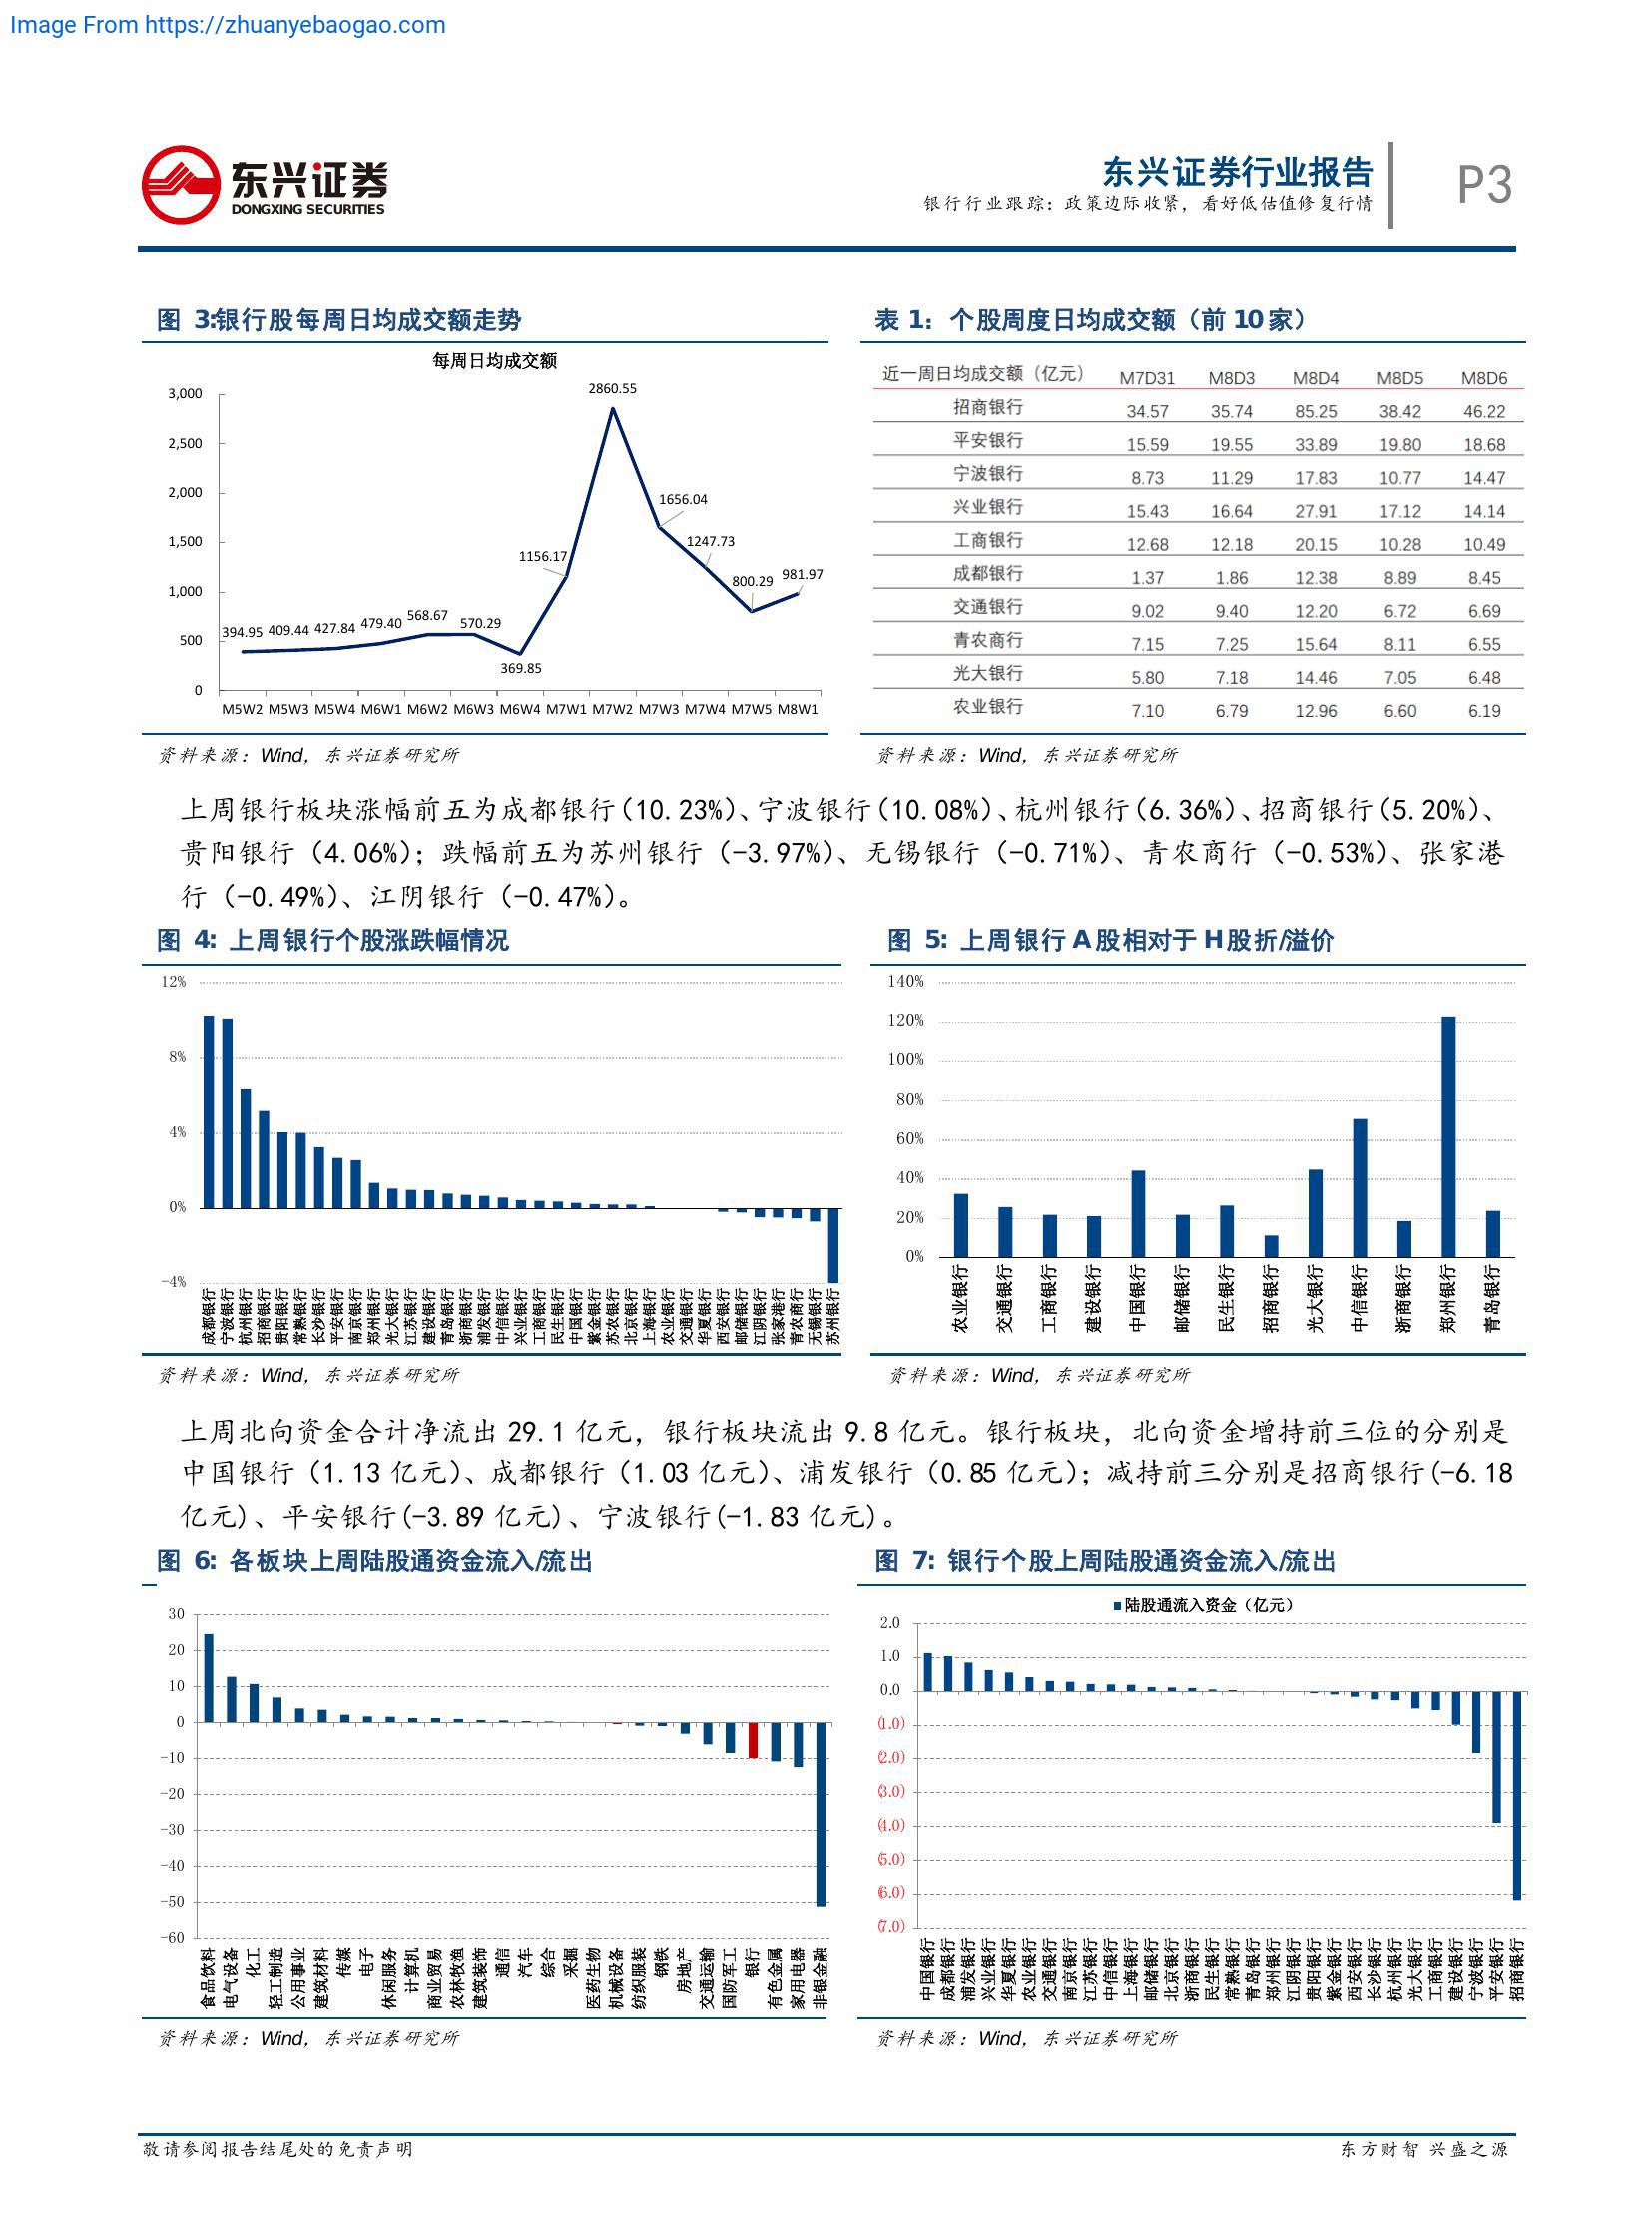 Image From https://zhuanyebaogao.com
东兴证券
DONGXING SECURITIES
东兴证券行业报告
银行行业跟踪：政策边际收紧，看好低估值修复行情
P3
图 3:银行股每周日均成交额走势
每周日均成交额
3,000
2,500
2,000
1,500
1,000
500
0
394.95 409.44 427.84 479.40 568.67 570.29 369.85 1156.17 2860.55 1656.04 1247.73 800.29 981.97
M5W2 M5W3 M5W4 M6W1 M6W2 M6W3 M6W4 M7W1 M7W2 M7W3 M7W4 M7W5 M8W1
资料来源：Wind，东兴证券研究所
表 1：个股周度日均成交额（前 10 家）
近一周日均成交额（亿元） M7D31 M8D3 M8D4 M8D5 M8D6
招商银行 34.57 35.74 85.25 38.42 46.22
平安银行 15.59 19.55 33.89 19.80 18.68
宁波银行 8.73 11.29 17.83 10.77 14.47
兴业银行 15.43 16.64 27.91 17.12 14.14
工商银行 12.68 12.18 20.15 10.28 10.49
成都银行 1.37 1.86 12.38 8.89 8.45
交通银行 9.02 9.40 12.20 6.72 6.69
青农商行 7.15 7.25 15.64 8.11 6.55
光大银行 5.80 7.18 14.46 7.05 6.48
农业银行 7.10 6.79 12.96 6.60 6.19
资料来源：Wind，东兴证券研究所
上周银行板块涨幅前五为成都银行(10.23%)、宁波银行(10.08%)、杭州银行(6.36%)、招商银行(5.20%)、
贵阳银行（4.06%）；跌幅前五为苏州银行（-3.97%）、无锡银行（-0.71%）、青农商行（-0.53%）、张家港
行（-0.49%）、江阴银行（-0.47%）。
图 4: 上周银行个股涨跌幅情况
12%
8%
4%
0%
-4%
成都银行 宁波银行 杭州银行 招商银行 贵阳银行 常熟银行 长沙银行 平安银行 南京银行 郑州银行 光大银行 江苏银行 建设银行 青岛银行 浙商银行 浦发银行 中信银行 兴业银行 工商银行 民生银行 中国银行 紫金银行 苏农银行 北京银行 上海银行 农业银行 交通银行 华夏银行 西安银行 邮储银行 江阴银行 张家港行 青农商行 无锡银行 苏州银行
资料来源：Wind，东兴证券研究所
图 5: 上周银行 A 股相对于 H 股折/溢价
140%
120%
100%
80%
60%
40%
20%
0%
农业银行 交通银行 工商银行 建设银行 中国银行 邮储银行 民生银行 招商银行 光大银行 中信银行 浙商银行 郑州银行 青岛银行
资料来源：Wind，东兴证券研究所
上周北向资金合计净流出 29.1 亿元，银行板块流出 9.8 亿元。银行板块，北向资金增持前三位的分别是
中国银行（1.13 亿元）、成都银行（1.03 亿元）、浦发银行（0.85 亿元）；减持前三分别是招商银行(-6.18
亿元)、平安银行(-3.89 亿元)、宁波银行(-1.83 亿元)。
图 6: 各板块上周陆股通资金流入/流出
30
20
10
0
-10
-20
-30
-40
-50
-60
食品饮料 电气设备 化工 轻工制造 公用事业 建筑材料 传媒 电子 休闲服务 计算机 商业贸易 农林牧渔 建筑装饰 通信 汽车 综合 采掘 医药生物 机械设备 纺织服装 钢铁 房地产 交通运输 国防军工 银行 有色金属 家用电器 非银金融
资料来源：Wind，东兴证券研究所
图 7: 银行个股上周陆股通资金流入/流出
陆股通流入资金（亿元）
2.0
1.0
0.0
(1.0)
(2.0)
(3.0)
(4.0)
(5.0)
(6.0)
(7.0)
中国银行 成都银行 浦发银行 兴业银行 华夏银行 农业银行 交通银行 南京银行 江苏银行 中信银行 上海银行 邮储银行 北京银行 浙商银行 民生银行 常熟银行 青岛银行 郑州银行 江阴银行 贵阳银行 紫金银行 西安银行 长沙银行 杭州银行 光大银行 工商银行 建设银行 宁波银行 平安银行 招商银行
资料来源：Wind，东兴证券研究所
敬请参阅报告结尾处的免责声明
东方财智 兴盛之源